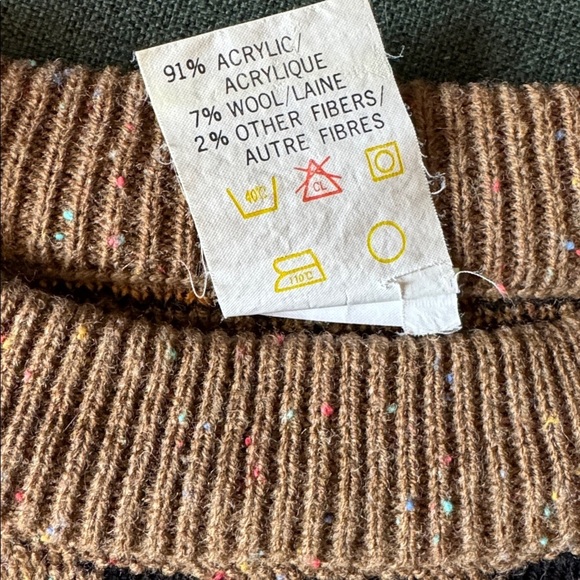 91% ACRYLIC/
ACRYLIQUE
7% WOOL/LAINE
2% OTHER FIBERS/
AUTRE FIBRES
40°C
CL
110°C